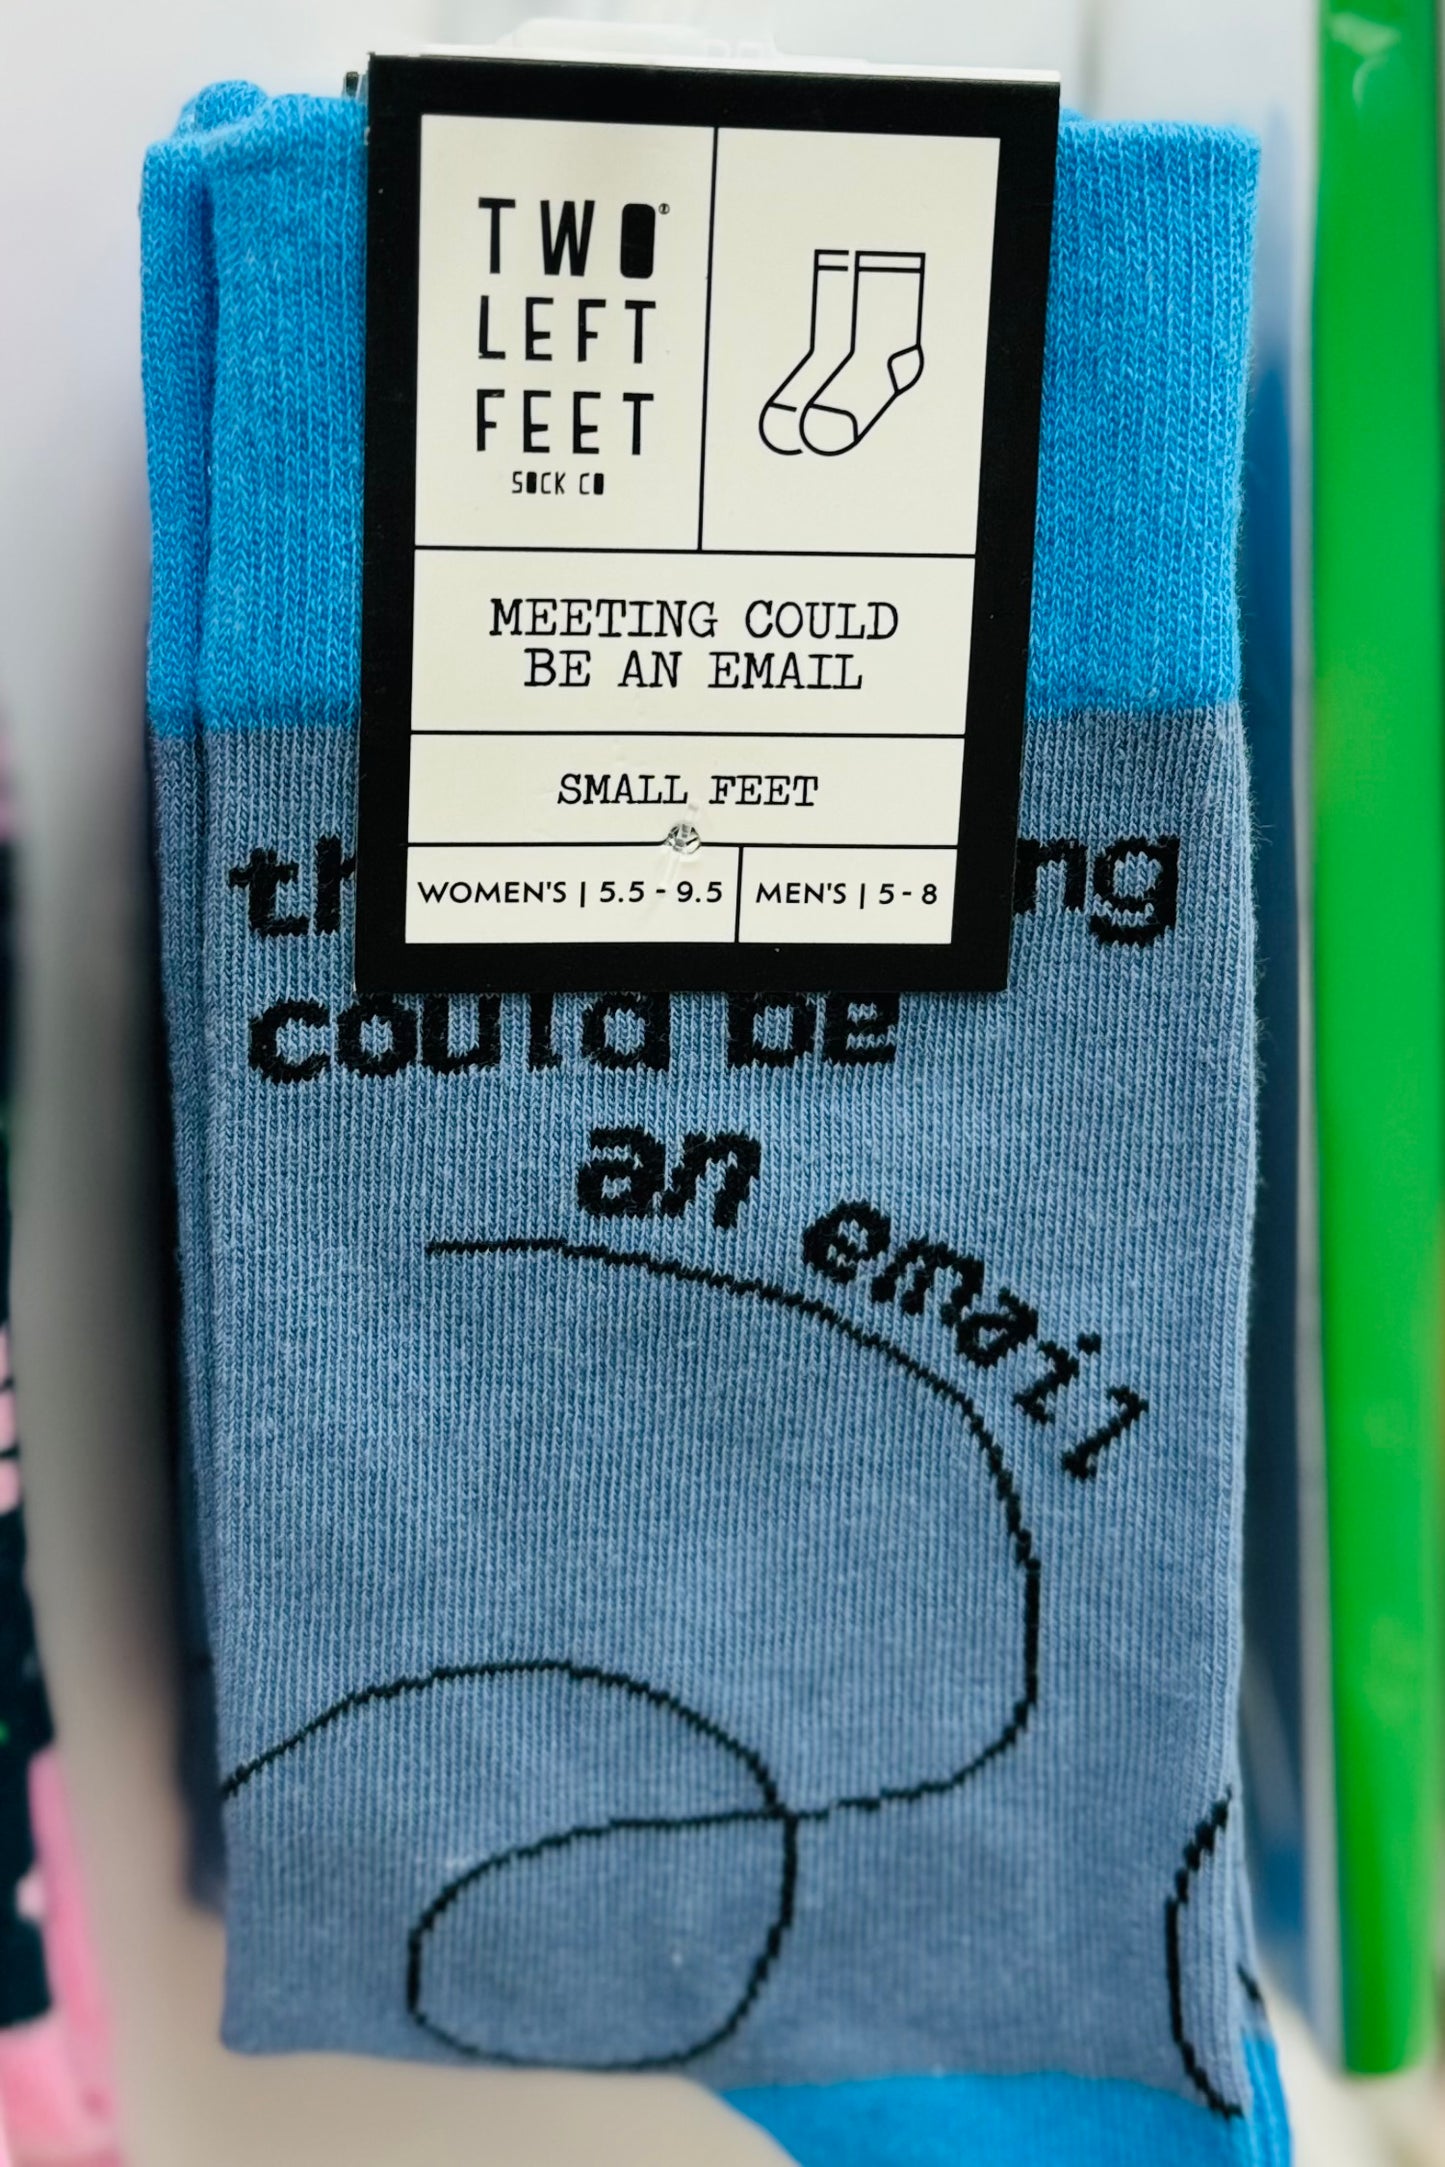 TWO®
LEFT
FEET
SOCK CO
MEETING COULD
BE AN EMAIL
SMALL FEET
WOMEN'S | 5.5 - 9.5
MEN'S | 5 - 8
could be
an email